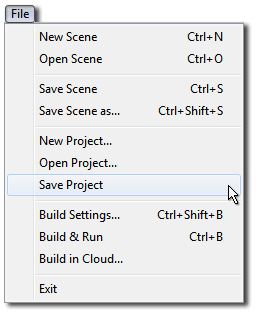 File
New Scene Ctrl+N
Open Scene Ctrl+O
Save Scene Ctrl+S
Save Scene as... Ctrl+Shift+S
New Project...
Open Project...
Save Project
Build Settings... Ctrl+Shift+B
Build & Run Ctrl+B
Build in Cloud...
Exit